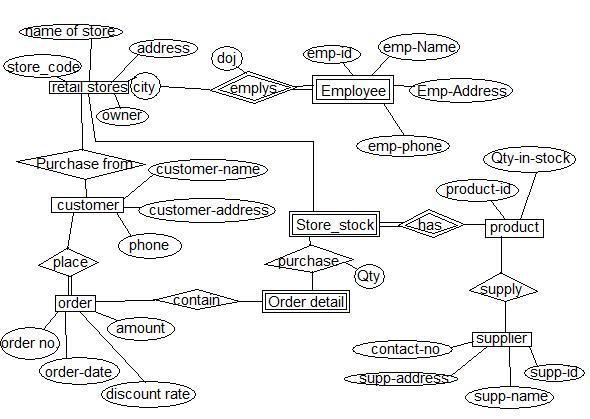 name of store
address
store_code
retail stores
city
owner
doj
emplys
emp-id
emp-Name
Employee
Emp-Address
emp-phone
Purchase from
customer-name
customer
customer-address
phone
Qty-in-stock
product-id
Store_stock
has
product
place
purchase
Qty
supply
order
contain
Order detail
order no
amount
order-date
discount rate
supplier
contact-no
supp-address
supp-id
supp-name